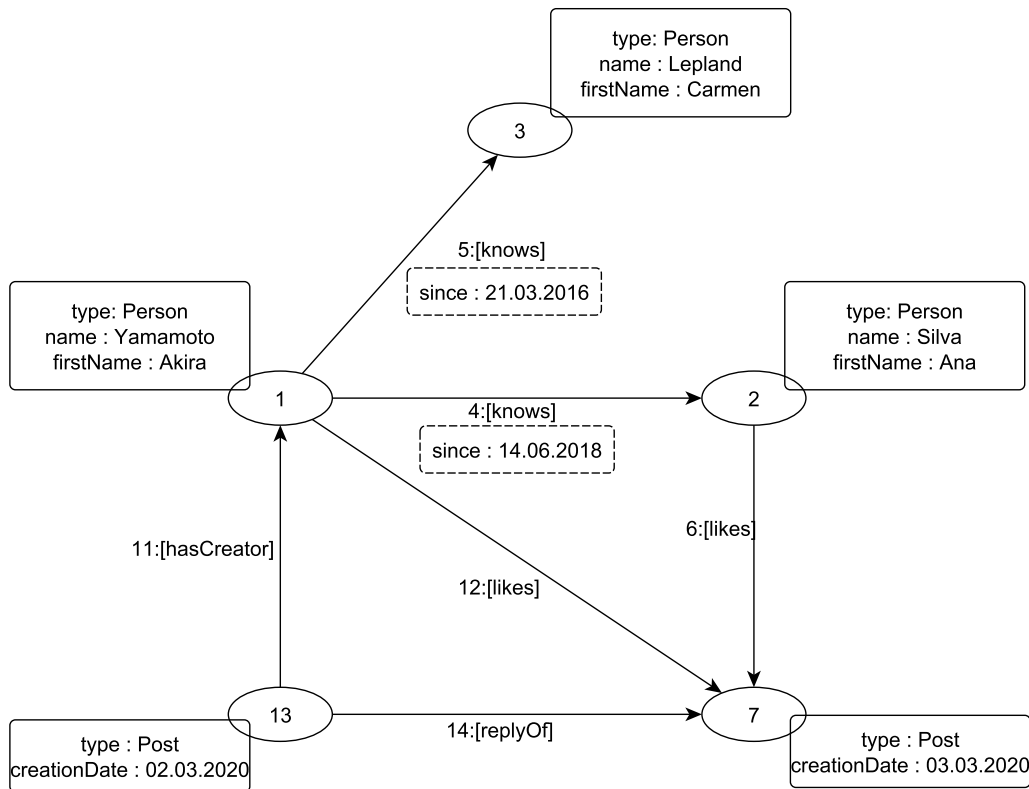 type: Person
name : Lepland
firstName : Carmen
3
5:[knows]
since : 21.03.2016
type: Person
name : Yamamoto
firstName : Akira
type: Person
name : Silva
firstName : Ana
1
2
4:[knows]
since : 14.06.2018
6:[likes]
11:[hasCreator]
12:[likes]
13
7
14:[replyOf]
type : Post
creationDate : 02.03.2020
type : Post
creationDate : 03.03.2020